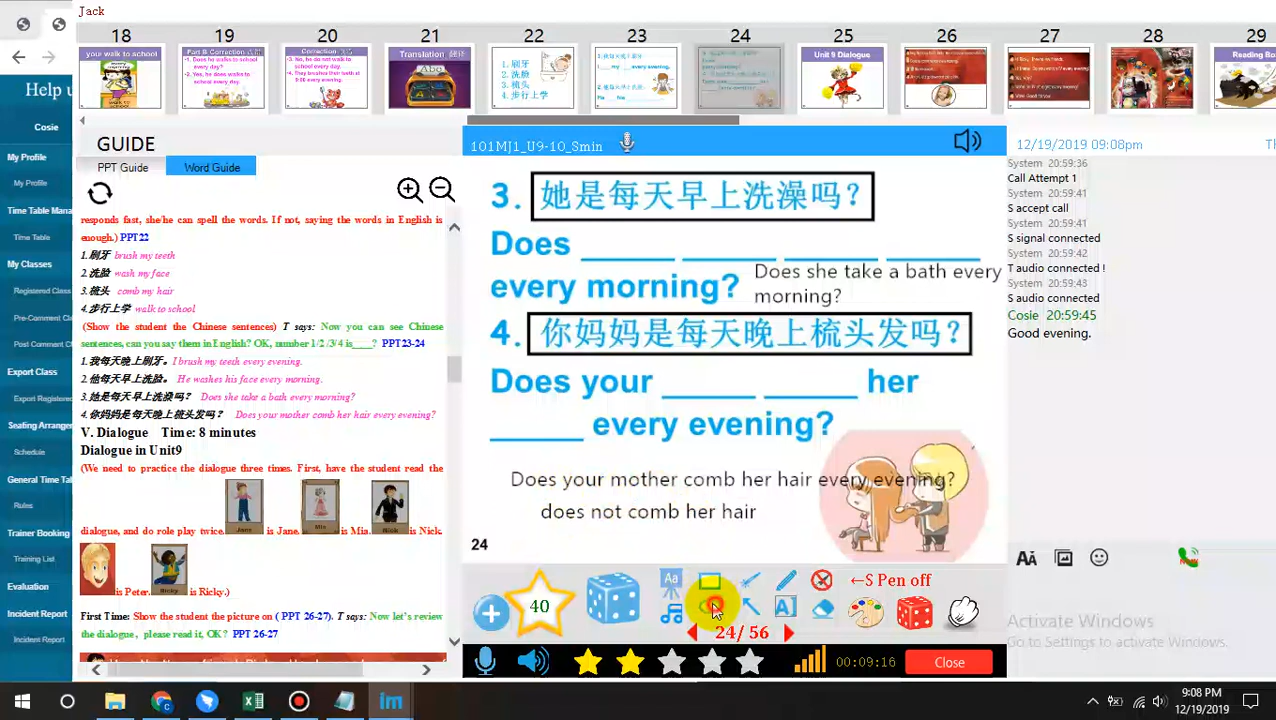 Jack
18
19
20
21
22
23
24
25
26
27
28
29
you walk to school
Part 8 Correction
Correction
Translation
1. 刷牙
2. 洗脸
3. 梳头
4. 步行上学
Unit 9 Dialogue
Help u
Cosie
My Profile
My Profile
Time Table Man
Time Table
My Classes
Registered Class
Pre-Comment Cl
Post Comment C
Export Class
Export Registered
Seating Arranger
Schedule
General Time Tab
Rules
Trainer Booking
Training List
Evaluation
Incident Report
Incident Report
GUIDE
PPT Guide
Word Guide
responds fast, she/he can spell the words. If not, saying the words in English is
enough.) PPT22
1.刷牙 brush my teeth
2.洗脸 wash my face
3.梳头 comb my hair
4.步行上学 walk to school
(Show the student the Chinese sentences) T says: Now you can see Chinese
sentences, can you say them in English? OK, number 1/2 /3/4 is____? PPT23-24
1.我每天晚上刷牙。I brush my teeth every evening.
2.他每天早上洗脸。 He washes his face every morning.
3.她是每天早上洗澡吗? Does she take a bath every morning?
4.你妈妈是每天晚上梳头发吗? Does your mother comb her hair every evening?
V. Dialogue Time: 8 minutes
Dialogue in Unit9
(We need to practice the dialogue three times. First, have the student read the
dialogue, and do role play twice. is Jane. is Mia. is Nick.
is Peter. is Ricky.)
First Time: Show the student the picture on ( PPT 26-27). T says: Now let's review
the dialogue, please read it, OK? PPT 26-27
101MJ1_U9-10_Smin
3. 她是每天早上洗澡吗?
Does ____ ____ ____ ____
every morning?
Does she take a bath every
morning?
4. 你妈妈是每天晚上梳头发吗?
Does your ____ ____ her
____ every evening?
Does your mother comb her hair every evening?
does not comb her hair
24
40
←S Pen off
24/ 56
00:09:16
Close
12/19/2019 09:08pm
Th
System 20:59:36
Call Attempt 1
System 20:59:41
S accept call
System 20:59:41
S signal connected
System 20:59:42
T audio connected !
System 20:59:43
S audio connected
Cosie 20:59:45
Good evening.
Activate Windows
Go to Settings to activate Windows.
9:08 PM
12/19/2019